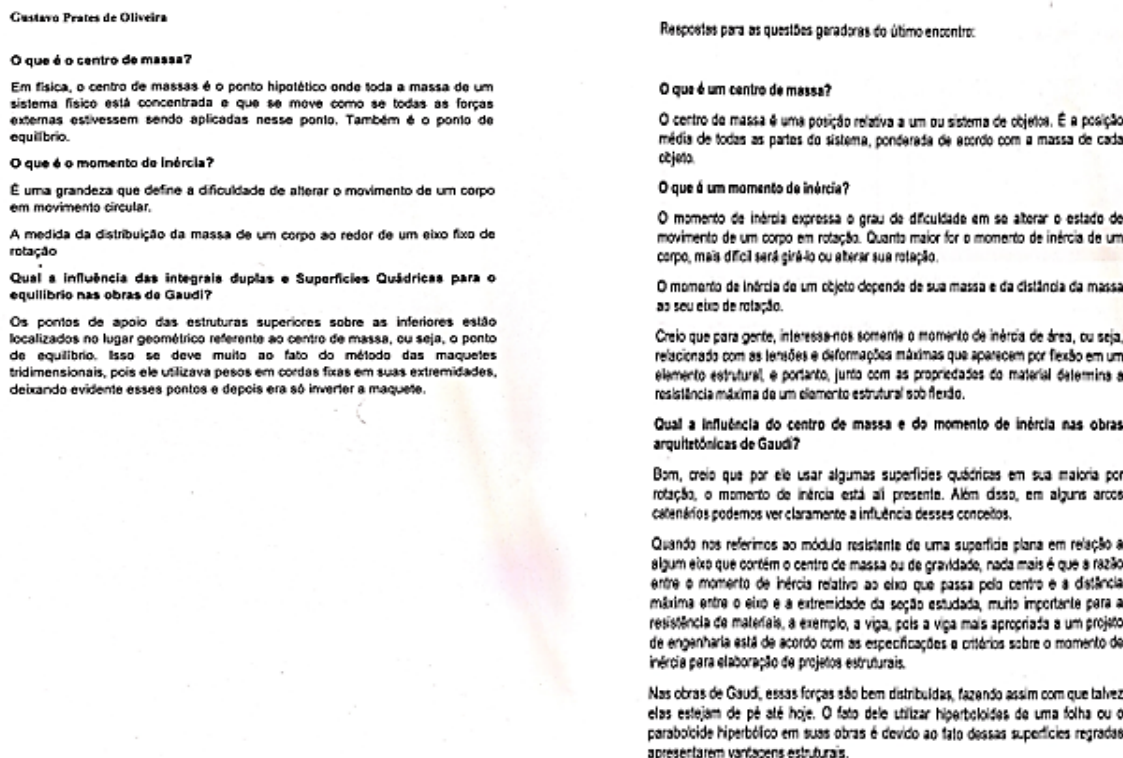 Gustavo Prates de Oliveira
O que é o centro de massa?
Em física, o centro de massas é o ponto hipotético onde toda a massa de um
sistema físico está concentrada e que se move como se todas as forças
externas estivessem sendo aplicadas nesse ponto. Também é o ponto de
equilíbrio.
O que é o momento de inércia?
É uma grandeza que define a dificuldade de alterar o movimento de um corpo
em movimento circular.
A medida da distribuição da massa de um corpo ao redor de um eixo fixo de
rotação
Qual a influência das integrais duplas e Superfícies Quádricas para o
equilíbrio nas obras de Gaudi?
Os pontos de apoio das estruturas superiores sobre as inferiores estão
localizados no lugar geométrico referente ao centro de massa, ou seja, o ponto
de equilíbrio. Isso se deve muito ao fato do método das maquetes
tridimensionais, pois ele utilizava pesos em cordas fixas em suas extremidades,
deixando evidente esses pontos e depois era só inverter a maquete.
Respostas para as questões geradoras do último encontro:
O que é um centro de massa?
O centro de massa é uma posição relativa a um ou sistema de objetos. É a posição
média de todas as partes do sistema, ponderada de acordo com a massa de cada
objeto.
O que é um momento de inércia?
O momento de inércia expressa o grau de dificuldade em se alterar o estado de
movimento de um corpo em rotação. Quanto maior for o momento de inércia de um
corpo, mais difícil será girá-lo ou alterar sua rotação.
O momento de inércia de um objeto depende de sua massa e da distância da massa
ao seu eixo de rotação.
Creio que para gente, interessa-nos somente o momento de inércia de área, ou seja,
relacionado com as tensões e deformações máximas que aparecem por flexão em um
elemento estrutural, e portanto, junto com as propriedades do material determina a
resistência máxima de um elemento estrutural sob flexão.
Qual a influência do centro de massa e do momento de inércia nas obras
arquitetônicas de Gaudi?
Bom, creio que por ele usar algumas superfícies quádricas em sua maioria por
rotação, o momento de inércia está ali presente. Além disso, em alguns arcos
catenários podemos ver claramente a influência desses conceitos.
Quando nos referimos ao módulo resistente de uma superfície plana em relação a
algum eixo que contém o centro de massa ou de gravidade, nada mais é que a razão
entre o momento de inércia relativo ao eixo que passa pelo centro e a distância
máxima entre o eixo e a extremidade da seção estudada, muito importante para a
resistência de materiais, a exemplo, a viga, pois a viga mais apropriada a um projeto
de engenharia está de acordo com as especificações e critérios sobre o momento de
inércia para elaboração de projetos estruturais.
Nas obras de Gaudi, essas forças são bem distribuídas, fazendo assim com que talvez
elas estejam de pé até hoje. O fato dele utilizar hiperboloides de uma folha ou o
paraboloide hiperbólico em suas obras é devido ao fato dessas superfícies regradas
apresentarem vantagens estruturais.